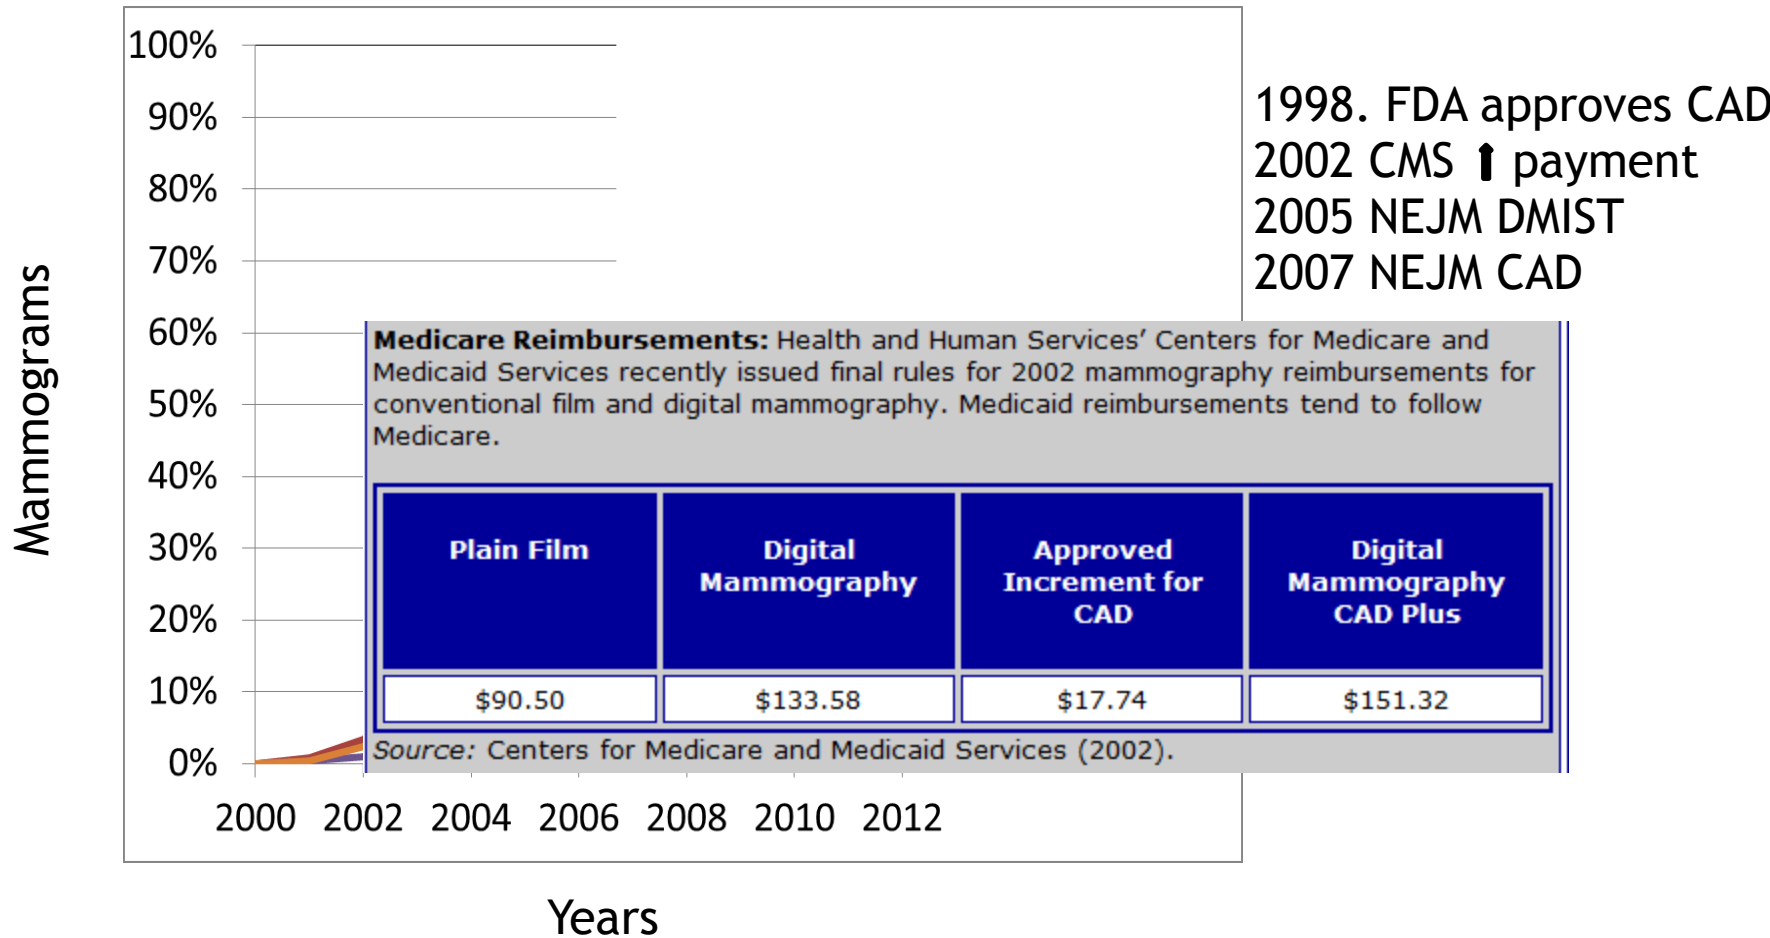 100%
90%
80%
70%
60%
50%
40%
30%
20%
10%
0%
2000 2002 2004 2006 2008 2010 2012
Mammograms
Years
1998. FDA approves CAD
2002 CMS ⬆ payment
2005 NEJM DMIST
2007 NEJM CAD
Medicare Reimbursements: Health and Human Services’ Centers for Medicare and
Medicaid Services recently issued final rules for 2002 mammography reimbursements for
conventional film and digital mammography. Medicaid reimbursements tend to follow
Medicare.
Plain Film
Digital
Mammography
Approved
Increment for
CAD
Digital
Mammography
CAD Plus
$90.50 $133.58 $17.74 $151.32
Source: Centers for Medicare and Medicaid Services (2002).